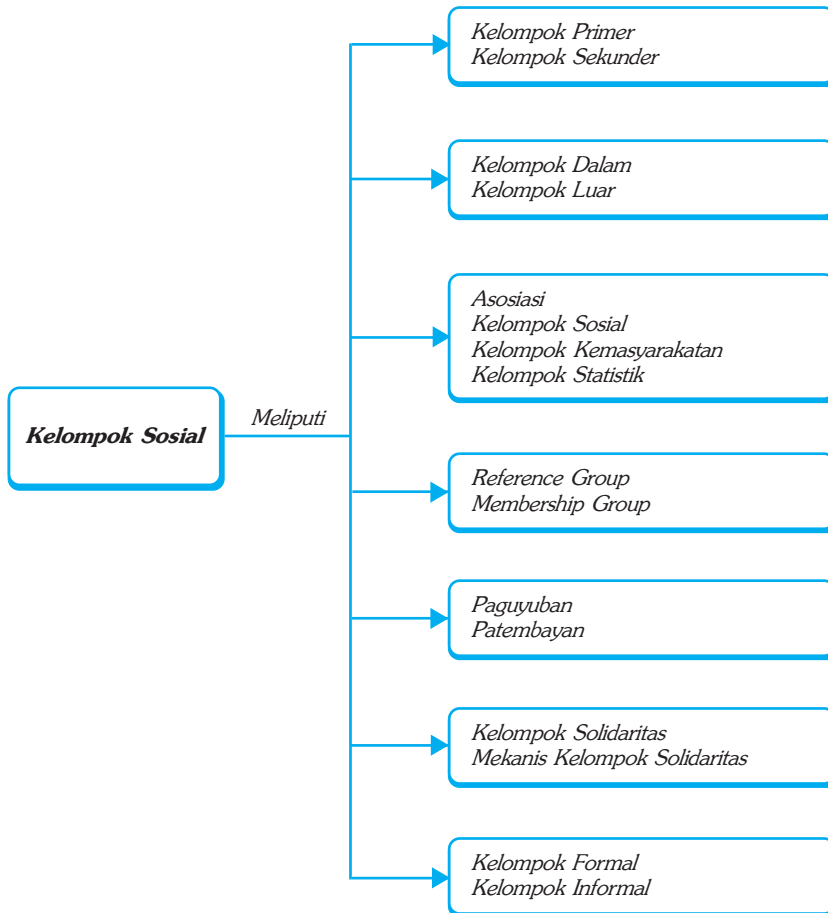 Kelompok Sosial
Meliputi
Kelompok Primer
Kelompok Sekunder
Kelompok Dalam
Kelompok Luar
Asosiasi
Kelompok Sosial
Kelompok Kemasyarakatan
Kelompok Statistik
Reference Group
Membership Group
Paguyuban
Patembayan
Kelompok Solidaritas
Mekanis Kelompok Solidaritas
Kelompok Formal
Kelompok Informal